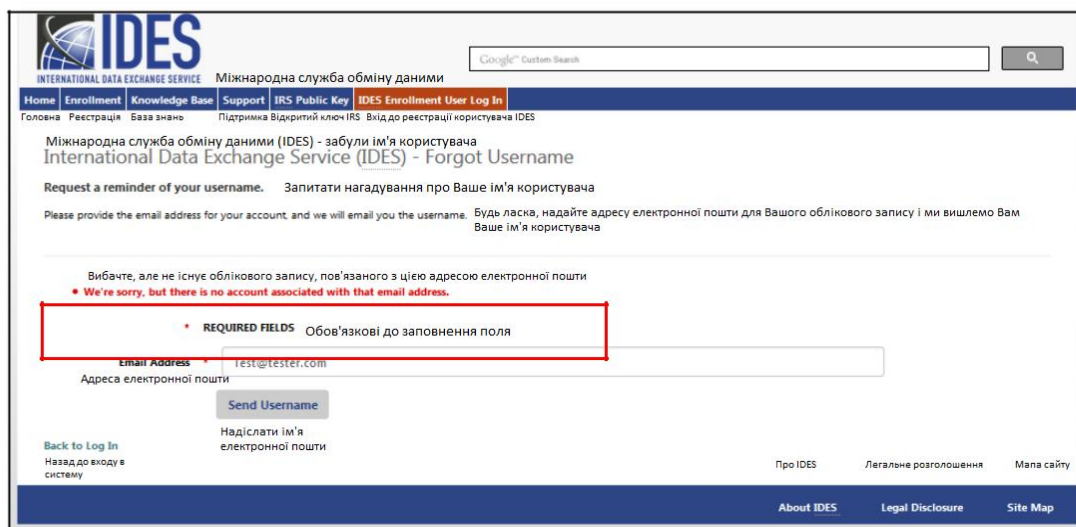 IDES
INTERNATIONAL DATA EXCHANGE SERVICE Міжнародна служба обміну даними
Google™ Custom Search
Home Enrollment Knowledge Base Support IRS Public Key IDES Enrollment User Log In
Головна Реєстрація База знань Підтримка Відкритий ключ IRS Вхід до реєстрації користувача IDES
Міжнародна служба обміну даними (IDES) - забули ім'я користувача
International Data Exchange Service (IDES) - Forgot Username
Request a reminder of your username. Запитати нагадування про Ваше ім'я користувача
Please provide the email address for your account, and we will email you the username. Будь ласка, надайте адресу електронної пошти для Вашого облікового запису і ми вишлемо Вам
Ваше ім'я користувача
Вибачте, але не існує облікового запису, пов'язаного з цією адресою електронної пошти
• We're sorry, but there is no account associated with that email address.
* REQUIRED FIELDS Обов'язкові до заповнення поля
Email Address * Test@tester.com
Адреса електронної пошти
Send Username
Надіслати ім'я
електронної пошти
Back to Log In
Назад до входу в
систему
Про IDES Легальне розголошення Мапа сайту
About IDES Legal Disclosure Site Map